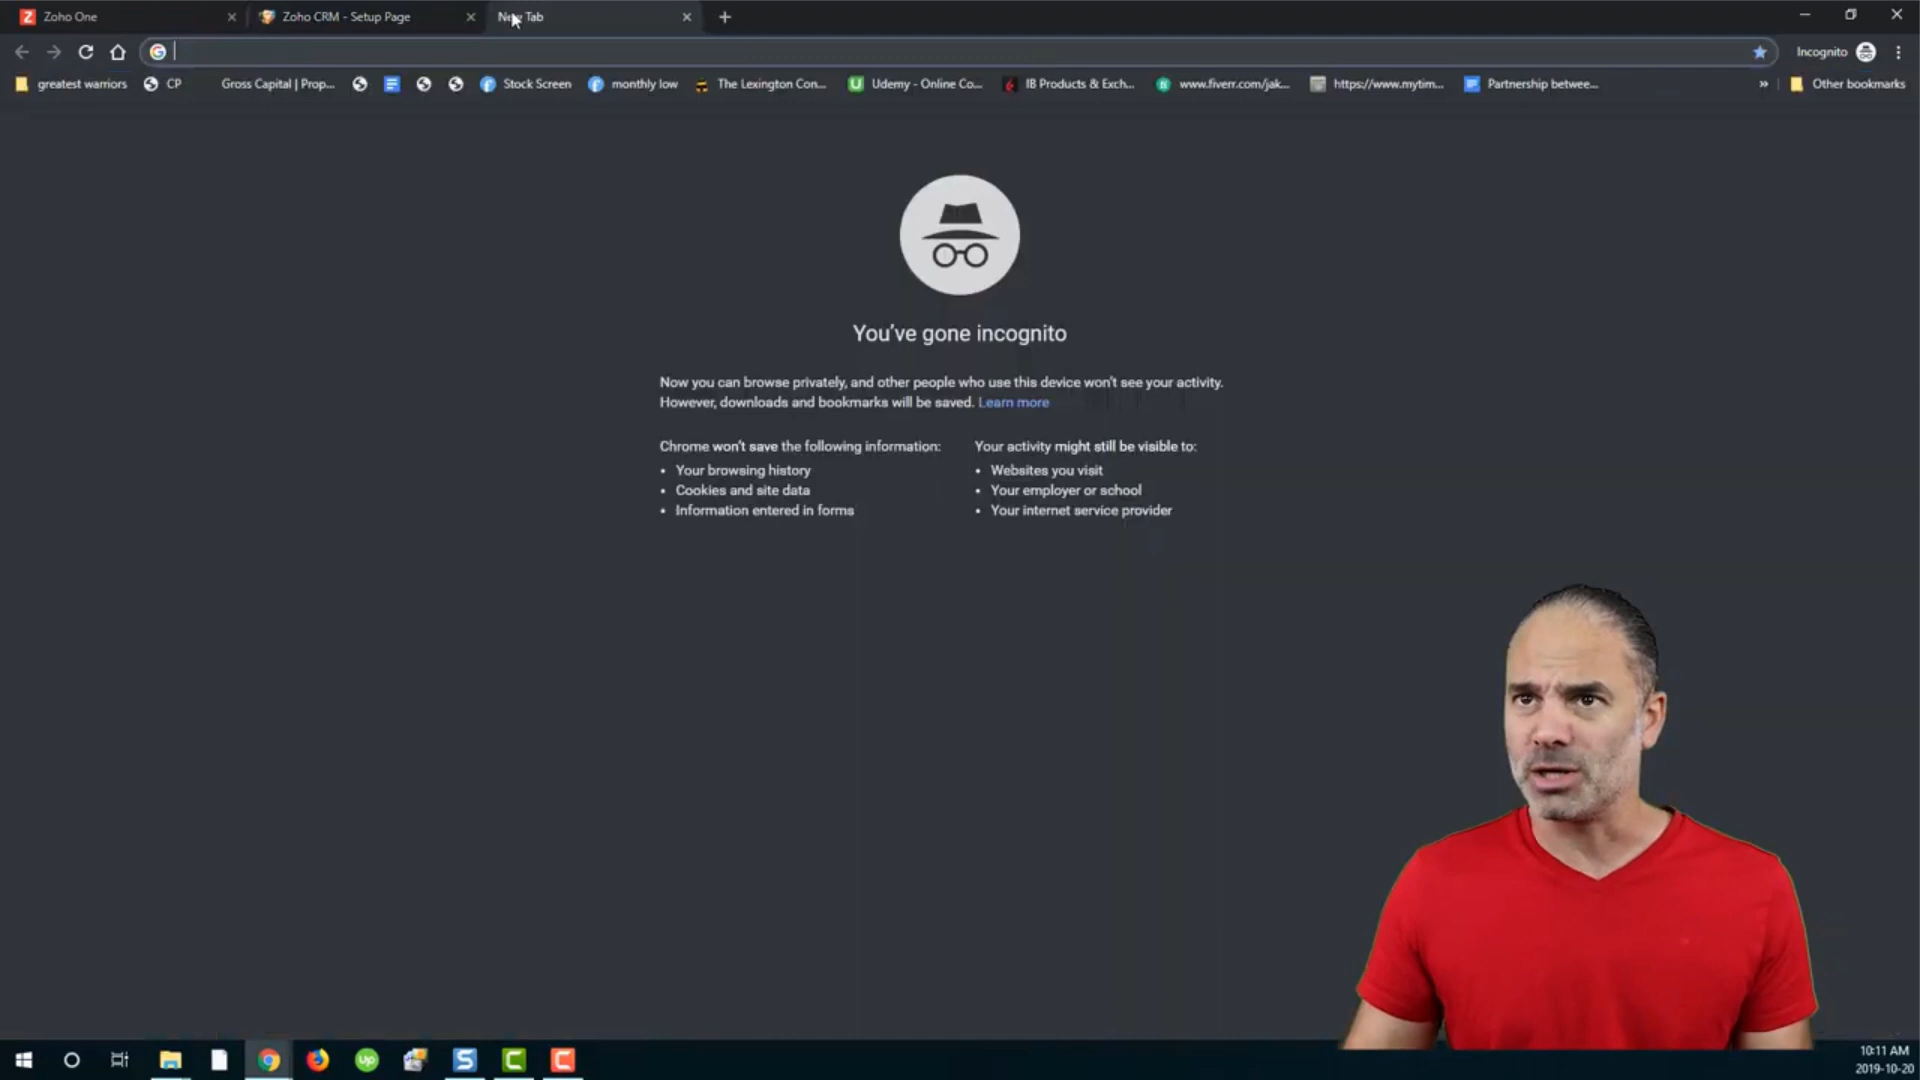 Zoho One
Zoho CRM - Setup Page
New Tab
Incognito
greatest warriors
CP
Gross Capital | Prop...
Stock Screen
monthly low
The Lexington Con...
Udemy - Online Co...
IB Products & Exch...
www.fiverr.com/jak...
https://www.mytim...
Partnership betwee...
»
Other bookmarks
You've gone incognito
Now you can browse privately, and other people who use this device won't see your activity.
However, downloads and bookmarks will be saved. Learn more
Chrome won't save the following information:
• Your browsing history
• Cookies and site data
• Information entered in forms
Your activity might still be visible to:
• Websites you visit
• Your employer or school
• Your internet service provider
up
S
C
C
10:11 AM
2019-10-20